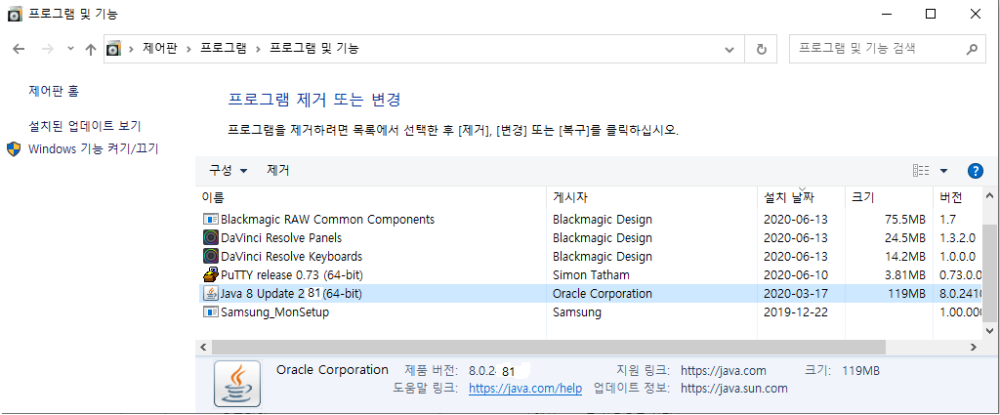 프로그램 및 기능
제어판 > 프로그램 > 프로그램 및 기능
프로그램 및 기능 검색
제어판 홈
설치된 업데이트 보기
Windows 기능 켜기/끄기
프로그램 제거 또는 변경
프로그램을 제거하려면 목록에서 선택한 후 [제거], [변경] 또는 [복구]를 클릭하십시오.
구성 제거
이름 게시자 설치 날짜 크기 버전
Blackmagic RAW Common Components Blackmagic Design 2020-06-13 75.5MB 1.7
DaVinci Resolve Panels Blackmagic Design 2020-06-13 24.5MB 1.3.2.0
DaVinci Resolve Keyboards Blackmagic Design 2020-06-13 14.2MB 1.0.0.0
PuTTY release 0.73 (64-bit) Simon Tatham 2020-06-10 3.81MB 0.73.0.0
Java 8 Update 2 81 (64-bit) Oracle Corporation 2020-03-17 119MB 8.0.2410
Samsung_MonSetup Samsung 2019-12-22 1.00.000
Oracle Corporation 제품 버전: 8.0.2 81 지원 링크: https://java.com 크기: 119MB
도움말 링크: https://java.com/help 업데이트 정보: https://java.sun.com